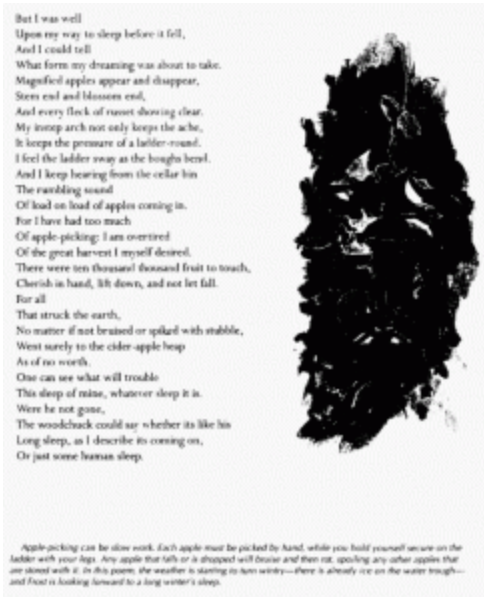 But I was well
Upon my way to sleep before it fell,
And I could tell
What form my dreaming was about to take.
Magnified apples appear and disappear,
Stem end and blossom end,
And every fleck of russet showing clear.
My instep arch not only keeps the ache,
It keeps the pressure of a ladder-round.
I feel the ladder sway as the boughs bend.
And I keep hearing from the cellar bin
The rumbling sound
Of load on load of apples coming in.
For I have had too much
Of apple-picking: I am overtired
Of the great harvest I myself desired.
There were ten thousand thousand fruit to touch,
Cherish in hand, lift down, and not let fall.
For all
That struck the earth,
No matter if not bruised or spiked with stubble,
Went surely to the cider-apple heap
As of no worth.
One can see what will trouble
This sleep of mine, whatever sleep it is.
Were he not gone,
The woodchuck could say whether its like his
Long sleep, as I describe its coming on,
Or just some human sleep.
Apple-picking can be slow work. Each apple must be picked by hand, while you hold yourself secure on the
ladder with your legs. Any apple that falls or is dropped will bruise and then rot, spoiling any other apples that
are stored with it. In this poem, the weather is starting to turn wintry—there is already ice on the water trough—
and Frost is looking forward to a long winter's sleep.